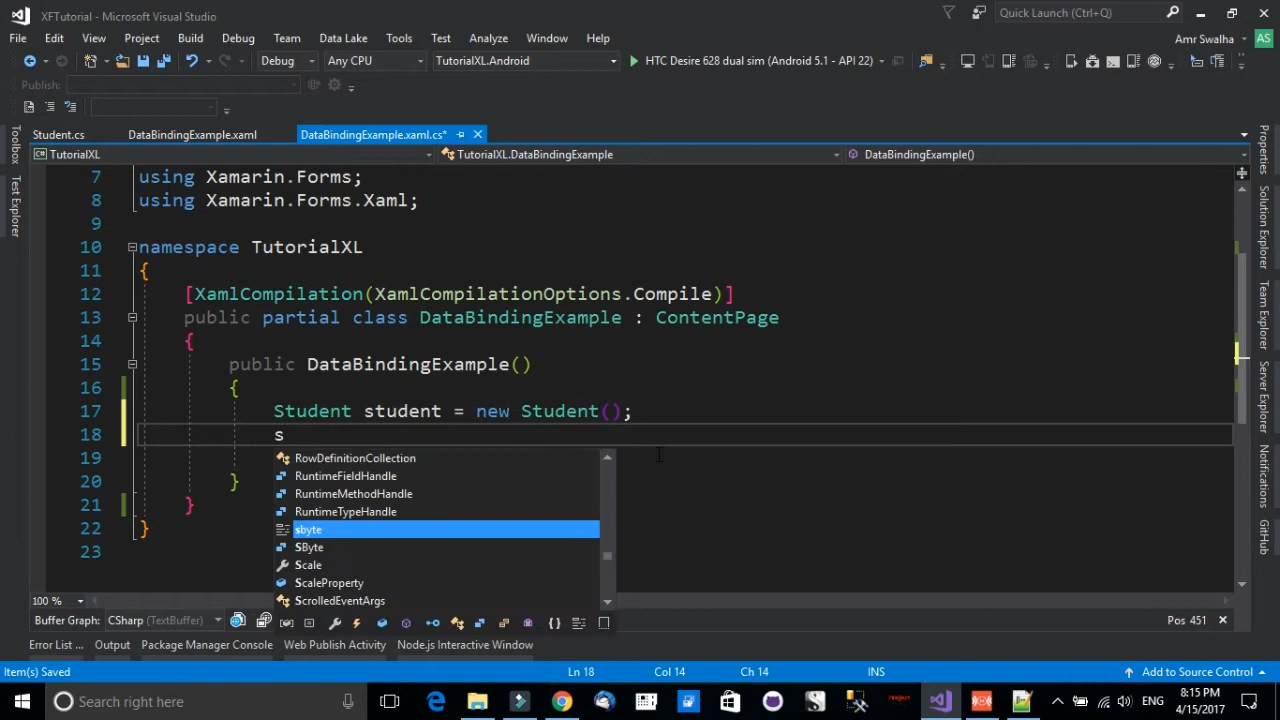 XFTutorial - Microsoft Visual Studio
Quick Launch (Ctrl+Q)
File Edit View Project Build Debug Team Data Lake Tools Test Analyze Window Help
Amr Swalha AS
Debug Any CPU TutorialXL.Android HTC Desire 628 dual sim (Android 5.1 - API 22)
Publish:
Student.cs DataBindingExample.xaml DataBindingExample.xaml.cs*
TutorialXL TutorialXL.DataBindingExample DataBindingExample()
Toolbox
Test Explorer
7 using Xamarin.Forms;
8 using Xamarin.Forms.Xaml;
9
10 namespace TutorialXL
11 {
12 [XamlCompilation(XamlCompilationOptions.Compile)]
13 public partial class DataBindingExample : ContentPage
14 {
15 public DataBindingExample()
16 {
17 Student student = new Student();
18 s
19
20 }
21 }
22 }
23
RowDefinitionCollection
RuntimeFieldHandle
RuntimeMethodHandle
RuntimeTypeHandle
sbyte
SByte
Scale
ScaleProperty
ScrolledEventArgs
Properties
Solution Explorer
Team Explorer
Server Explorer
Notifications
GitHub
100 %
Buffer Graph: CSharp (TextBuffer) Pos 451
Error List ... Output Package Manager Console Web Publish Activity Node.js Interactive Window
Item(s) Saved Ln 18 Col 14 Ch 14 INS Add to Source Control
Search right here
ENG 8:15 PM
4/15/2017